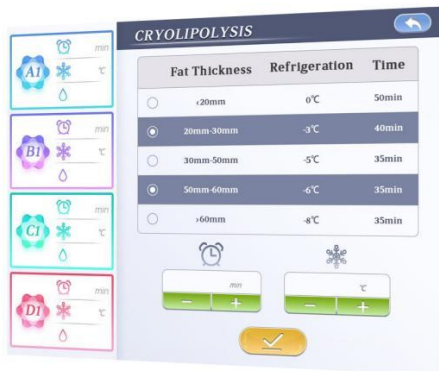 CRYOLIPOLYSIS
A1
min
℃
B1
min
℃
C1
min
℃
D1
min
℃
Fat Thickness Refrigeration Time
<20mm 0℃ 50min
20mm-30mm -3℃ 40min
30mm-50mm -5℃ 35min
50mm-60mm -6℃ 35min
>60mm -8℃ 35min
min ℃
- + - +